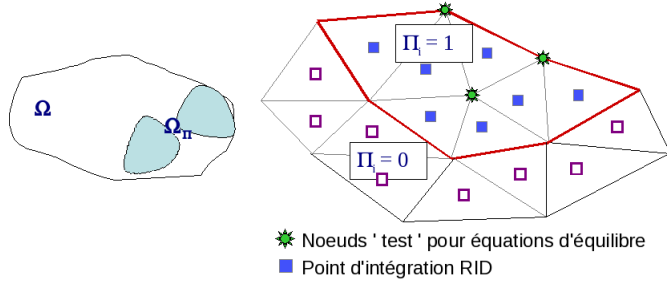 Π_i = 1
Ω
Ω_Π
Π_i = 0
Noeuds ' test ' pour équations d'équilibre
Point d'intégration RID